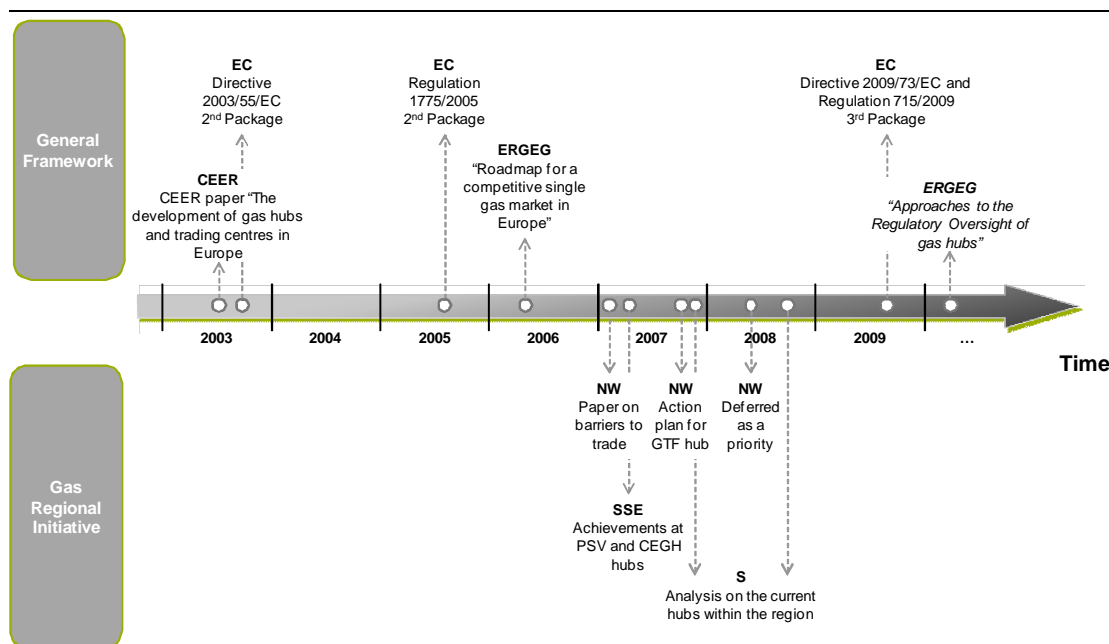 General
Framework
EC
Directive
2003/55/EC
2nd Package
EC
Regulation
1775/2005
2nd Package
EC
Directive 2009/73/EC and
Regulation 715/2009
3rd Package
CEER
CEER paper “The
development of gas hubs
and trading centres in
Europe
ERGEG
“Roadmap for a
competitive single
gas market in
Europe”
ERGEG
“Approaches to the
Regulatory Oversight of
gas hubs”
2003
2004
2005
2006
2007
2008
2009
...
Time
Gas
Regional
Initiative
NW
Paper on
barriers to
trade
NW
Action
plan for
GTF hub
NW
Deferred
as a
priority
SSE
Achievements at
PSV and CEGH
hubs
S
Analysis on the current
hubs within the region